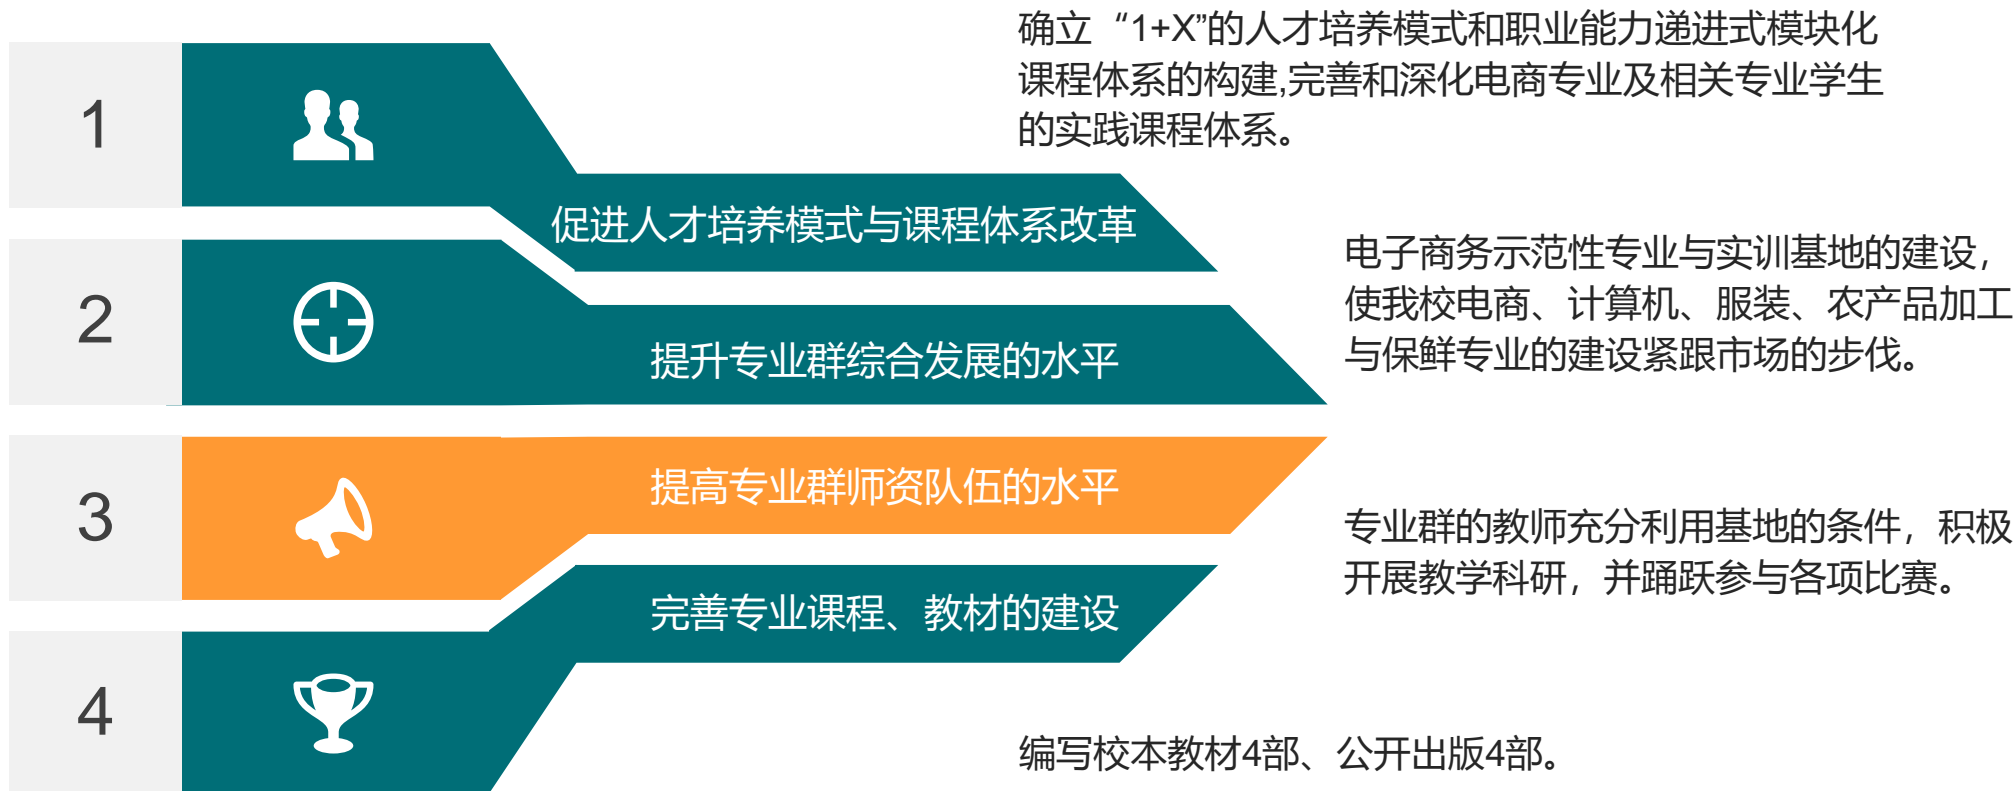 1
促进人才培养模式与课程体系改革
确立“1+X”的人才培养模式和职业能力递进式模块化
课程体系的构建,完善和深化电商专业及相关专业学生
的实践课程体系。
2
提升专业群综合发展的水平
电子商务示范性专业与实训基地的建设，
使我校电商、计算机、服装、农产品加工
与保鲜专业的建设紧跟市场的步伐。
3
提高专业群师资队伍的水平
专业群的教师充分利用基地的条件，积极
开展教学科研，并踊跃参与各项比赛。
4
完善专业课程、教材的建设
编写校本教材4部、公开出版4部。